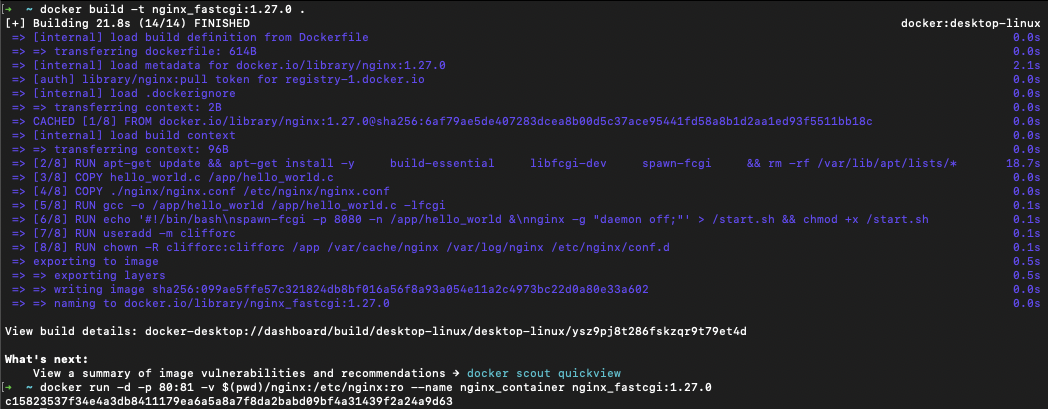 [➜  ~ docker build -t nginx_fastcgi:1.27.0 .
[+] Building 21.8s (14/14) FINISHED docker:desktop-linux
=> [internal] load build definition from Dockerfile 0.0s
=> => transferring dockerfile: 614B 0.0s
=> [internal] load metadata for docker.io/library/nginx:1.27.0 2.1s
=> [auth] library/nginx:pull token for registry-1.docker.io 0.0s
=> [internal] load .dockerignore 0.0s
=> => transferring context: 2B 0.0s
=> CACHED [1/8] FROM docker.io/library/nginx:1.27.0@sha256:6af79ae5de407283dcea8b00d5c37ace95441fd58a8b1d2aa1ed93f5511bb18c 0.0s
=> [internal] load build context 0.0s
=> => transferring context: 96B 0.0s
=> [2/8] RUN apt-get update && apt-get install -y     build-essential     libfcgi-dev     spawn-fcgi     && rm -rf /var/lib/apt/lists/* 18.7s
=> [3/8] COPY hello_world.c /app/hello_world.c 0.0s
=> [4/8] COPY ./nginx/nginx.conf /etc/nginx/nginx.conf 0.0s
=> [5/8] RUN gcc -o /app/hello_world /app/hello_world.c -lfcgi 0.1s
=> [6/8] RUN echo '#!/bin/bash\nspawn-fcgi -p 8080 -n /app/hello_world &\nnginx -g "daemon off;"' > /start.sh && chmod +x /start.sh 0.1s
=> [7/8] RUN useradd -m clifforc 0.1s
=> [8/8] RUN chown -R clifforc:clifforc /app /var/cache/nginx /var/log/nginx /etc/nginx/conf.d 0.1s
=> exporting to image 0.5s
=> => exporting layers 0.5s
=> => writing image sha256:099ae5ffe57c321824db8bf016a56f8a93a054e11a2c4973bc22d0a80e33a602 0.0s
=> => naming to docker.io/library/nginx_fastcgi:1.27.0 0.0s
View build details: docker-desktop://dashboard/build/desktop-linux/desktop-linux/ysz9pj8t286fskzqr9t79et4d
What's next:
View a summary of image vulnerabilities and recommendations → docker scout quickview
[➜  ~ docker run -d -p 80:81 -v $(pwd)/nginx:/etc/nginx:ro --name nginx_container nginx_fastcgi:1.27.0
c15823537f34e4a3db8411179ea6a5a8a7f8da2babd09bf4a31439f2a24a9d63